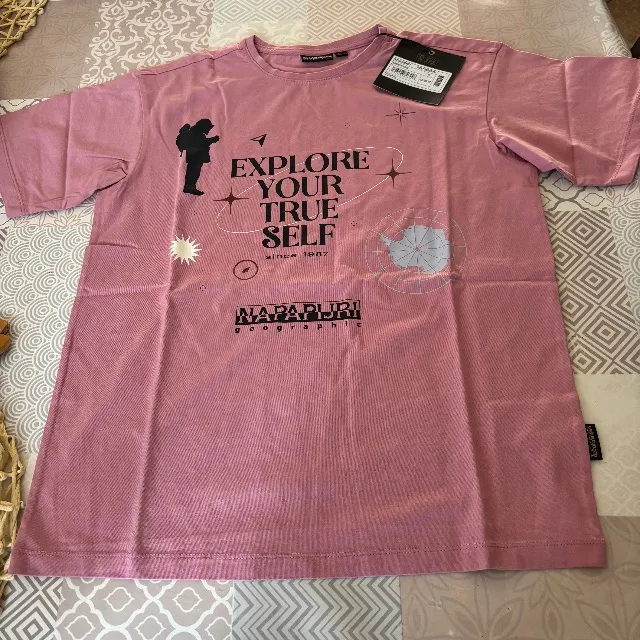 EXPLORE
YOUR
TRUE
SELF
since 1987
NAPAPIJRI
geographic